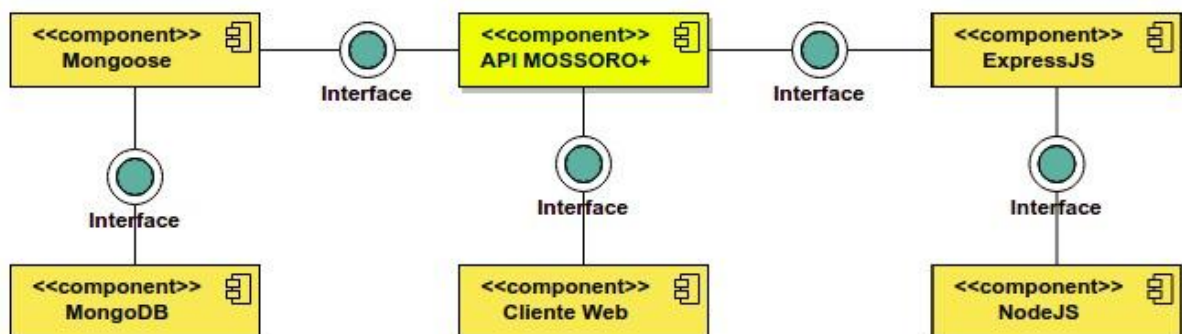 <<component>>
Mongoose
Interface
<<component>>
API MOSSORO+
Interface
<<component>>
ExpressJS
Interface
Interface
Interface
<<component>>
MongoDB
<<component>>
Cliente Web
<<component>>
NodeJS